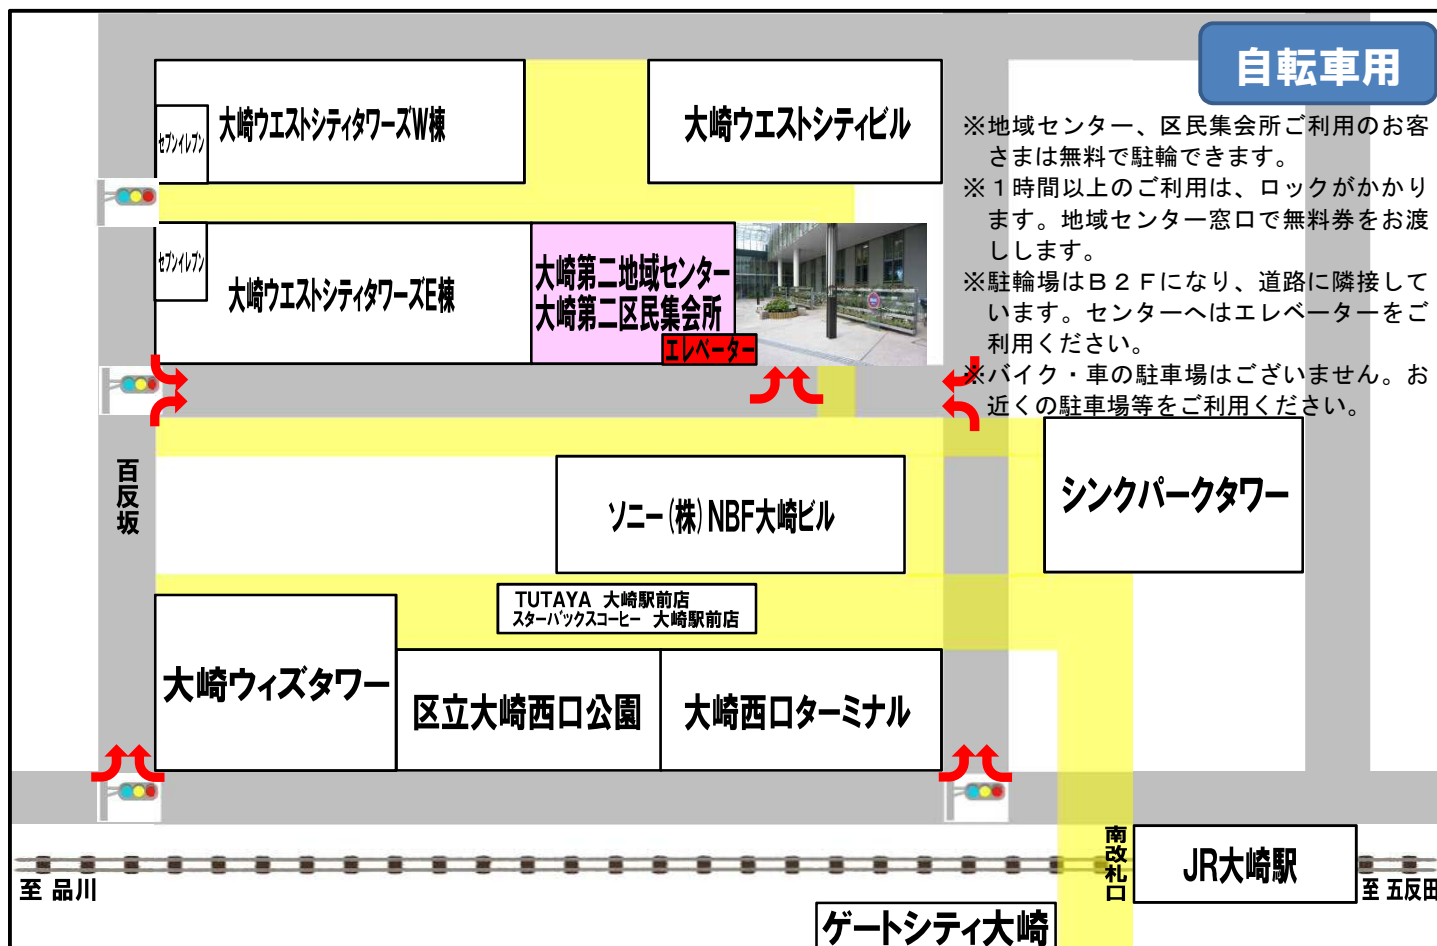 自転車用
※地域センター、区民集会所ご利用のお客
さまは無料で駐輪できます。
※１時間以上のご利用は、ロックがかかり
ます。地域センター窓口で無料券をお渡
しします。
※駐輪場はＢ２Ｆになり、道路に隣接して
います。センターへはエレベーターをご
利用ください。
※バイク・車の駐車場はございません。お
近くの駐車場等をご利用ください。
セブンイレブン
大崎ウエストシティタワーズW棟
大崎ウエストシティビル
セブンイレブン
大崎ウエストシティタワーズE棟
大崎第二地域センター
大崎第二区民集会所
エレベーター
百反坂
ソニー(株)NBF大崎ビル
シンクパークタワー
TUTAYA 大崎駅前店
スターバックスコーヒー 大崎駅前店
大崎ウィズタワー
区立大崎西口公園
大崎西口ターミナル
南改札口
JR大崎駅
至 品川
至 五反田
ゲートシティ大崎